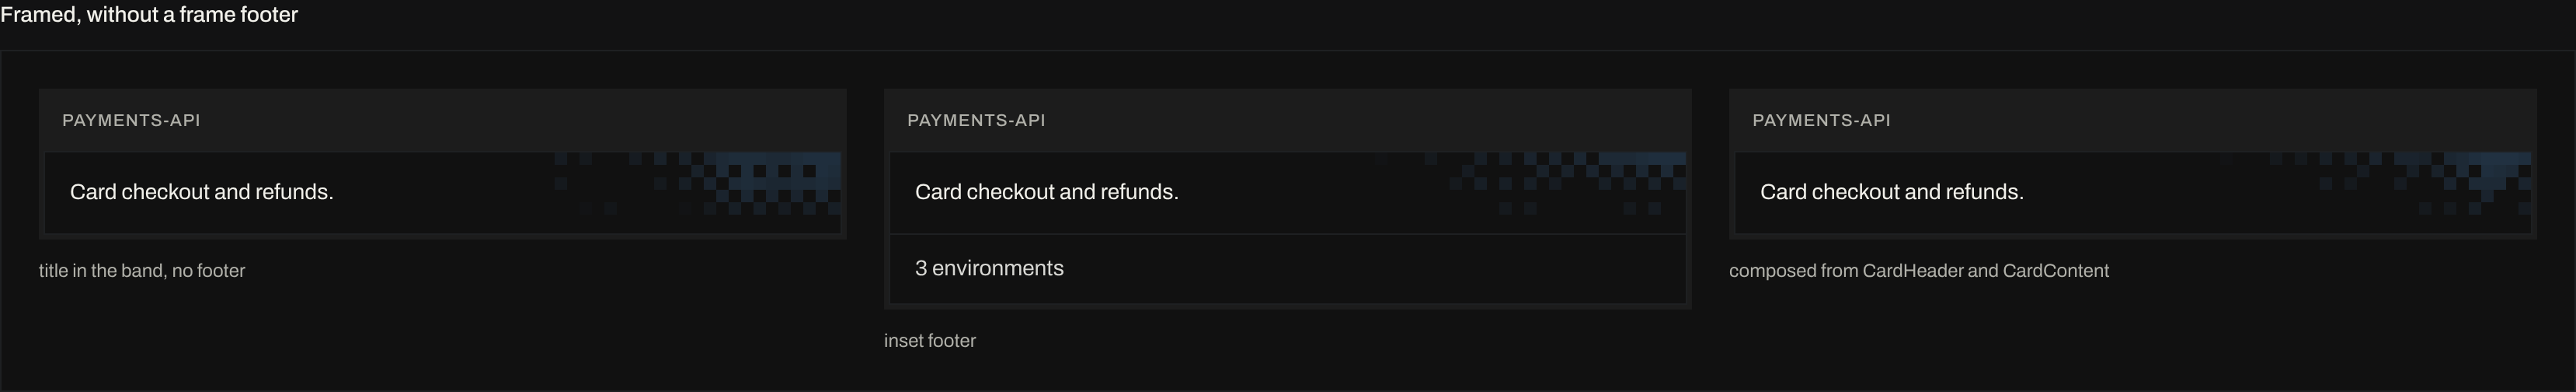 Framed, without a frame footer
PAYMENTS-API
Card checkout and refunds.
title in the band, no footer
PAYMENTS-API
Card checkout and refunds.
3 environments
inset footer
PAYMENTS-API
Card checkout and refunds.
composed from CardHeader and CardContent